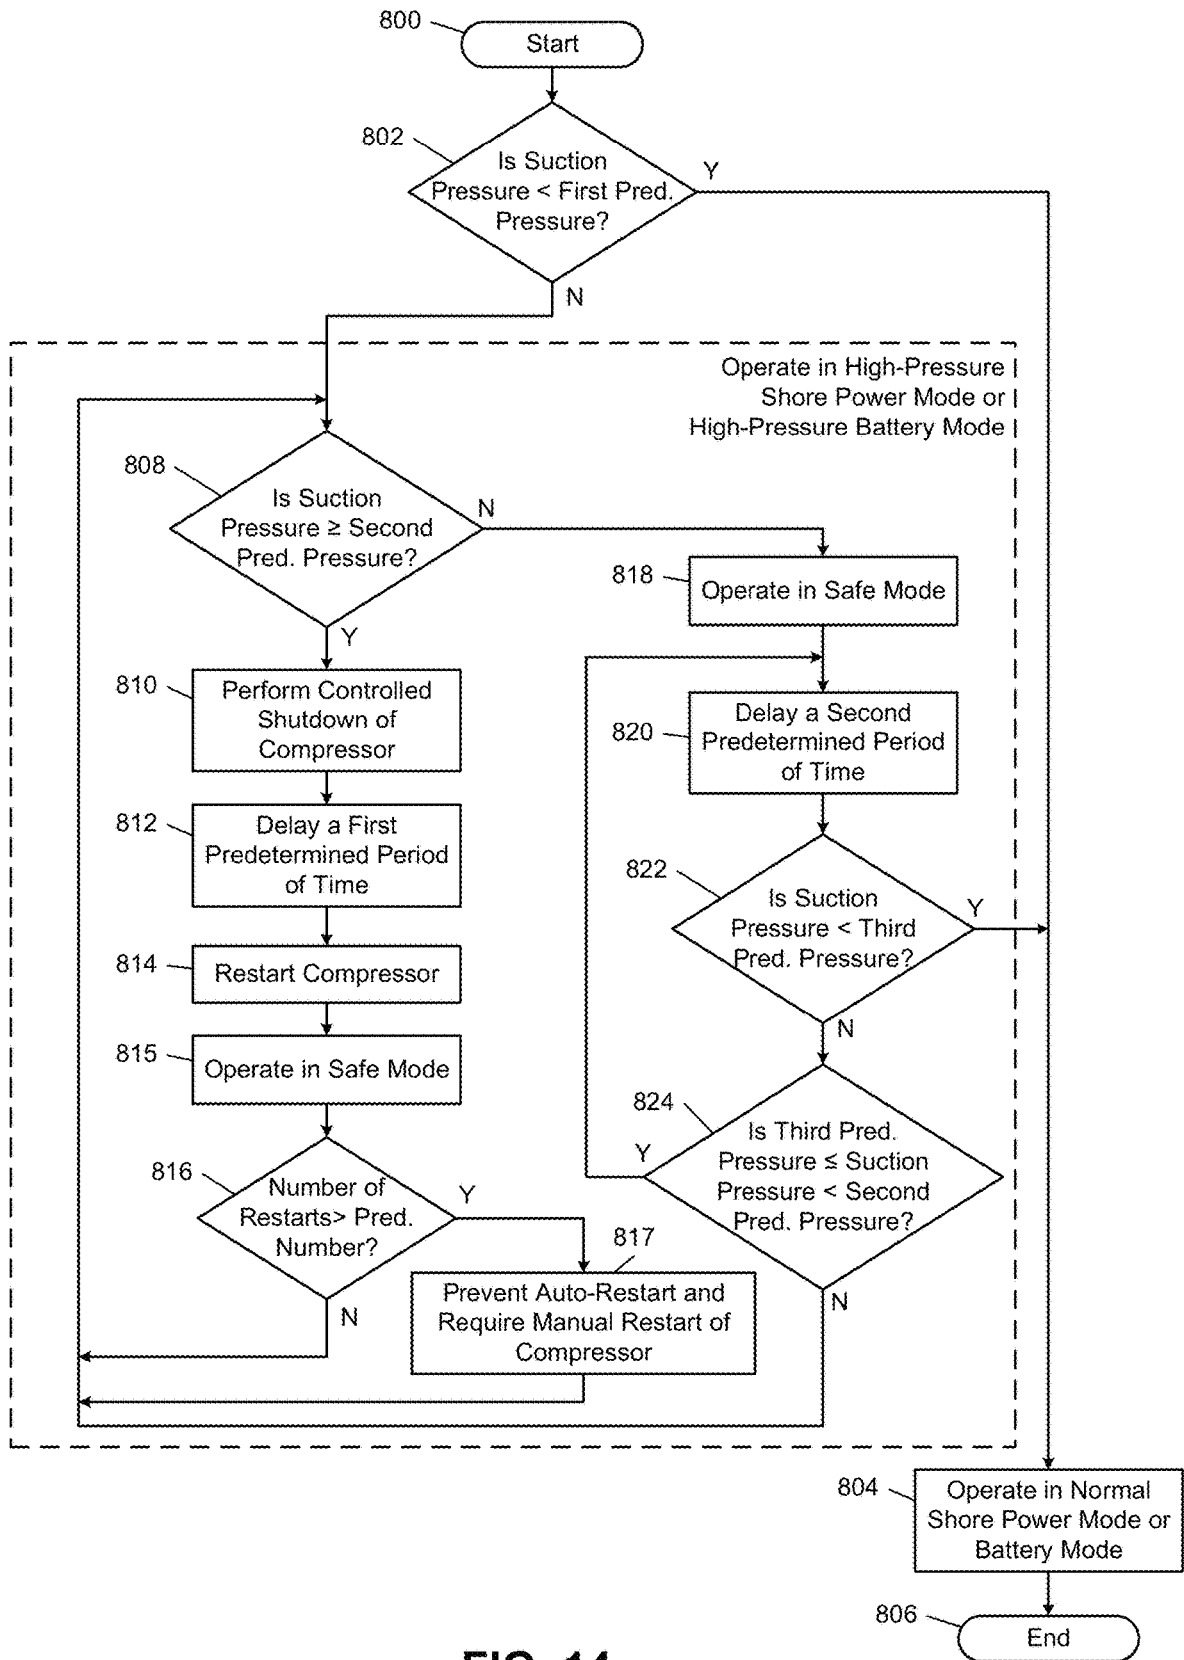 800
Start
802
Is Suction
Pressure < First Pred.
Pressure?
Y
N
Operate in High-Pressure
Shore Power Mode or
High-Pressure Battery Mode
808
Is Suction
Pressure ≥ Second
Pred. Pressure?
N
Y
818
Operate in Safe Mode
810
Perform Controlled
Shutdown of
Compressor
820
Delay a Second
Predetermined Period
of Time
812
Delay a First
Predetermined Period
of Time
822
Is Suction
Pressure < Third
Pred. Pressure?
Y
N
814
Restart Compressor
815
Operate in Safe Mode
824
Is Third Pred.
Pressure ≤ Suction
Pressure < Second
Pred. Pressure?
Y
N
816
Number of
Restarts> Pred.
Number?
Y
N
817
Prevent Auto-Restart and
Require Manual Restart of
Compressor
804
Operate in Normal
Shore Power Mode or
Battery Mode
806
End
FIG. 14